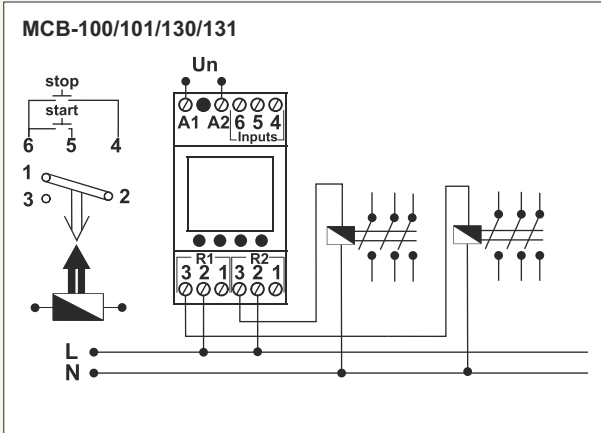 MCB-100/101/130/131
Un
stop
start
6 5 4
1
3 2
A1 A2 6 5 4
Inputs
R1 R2
3 2 1 3 2 1
L
N